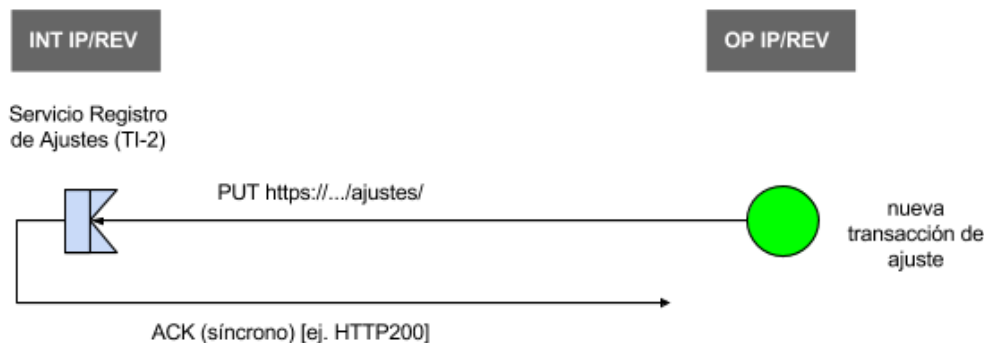 INT IP/REV
OP IP/REV
Servicio Registro
de Ajustes (TI-2)
PUT https://.../ajustes/
nueva
transacción de
ajuste
ACK (síncrono) [ej. HTTP200]